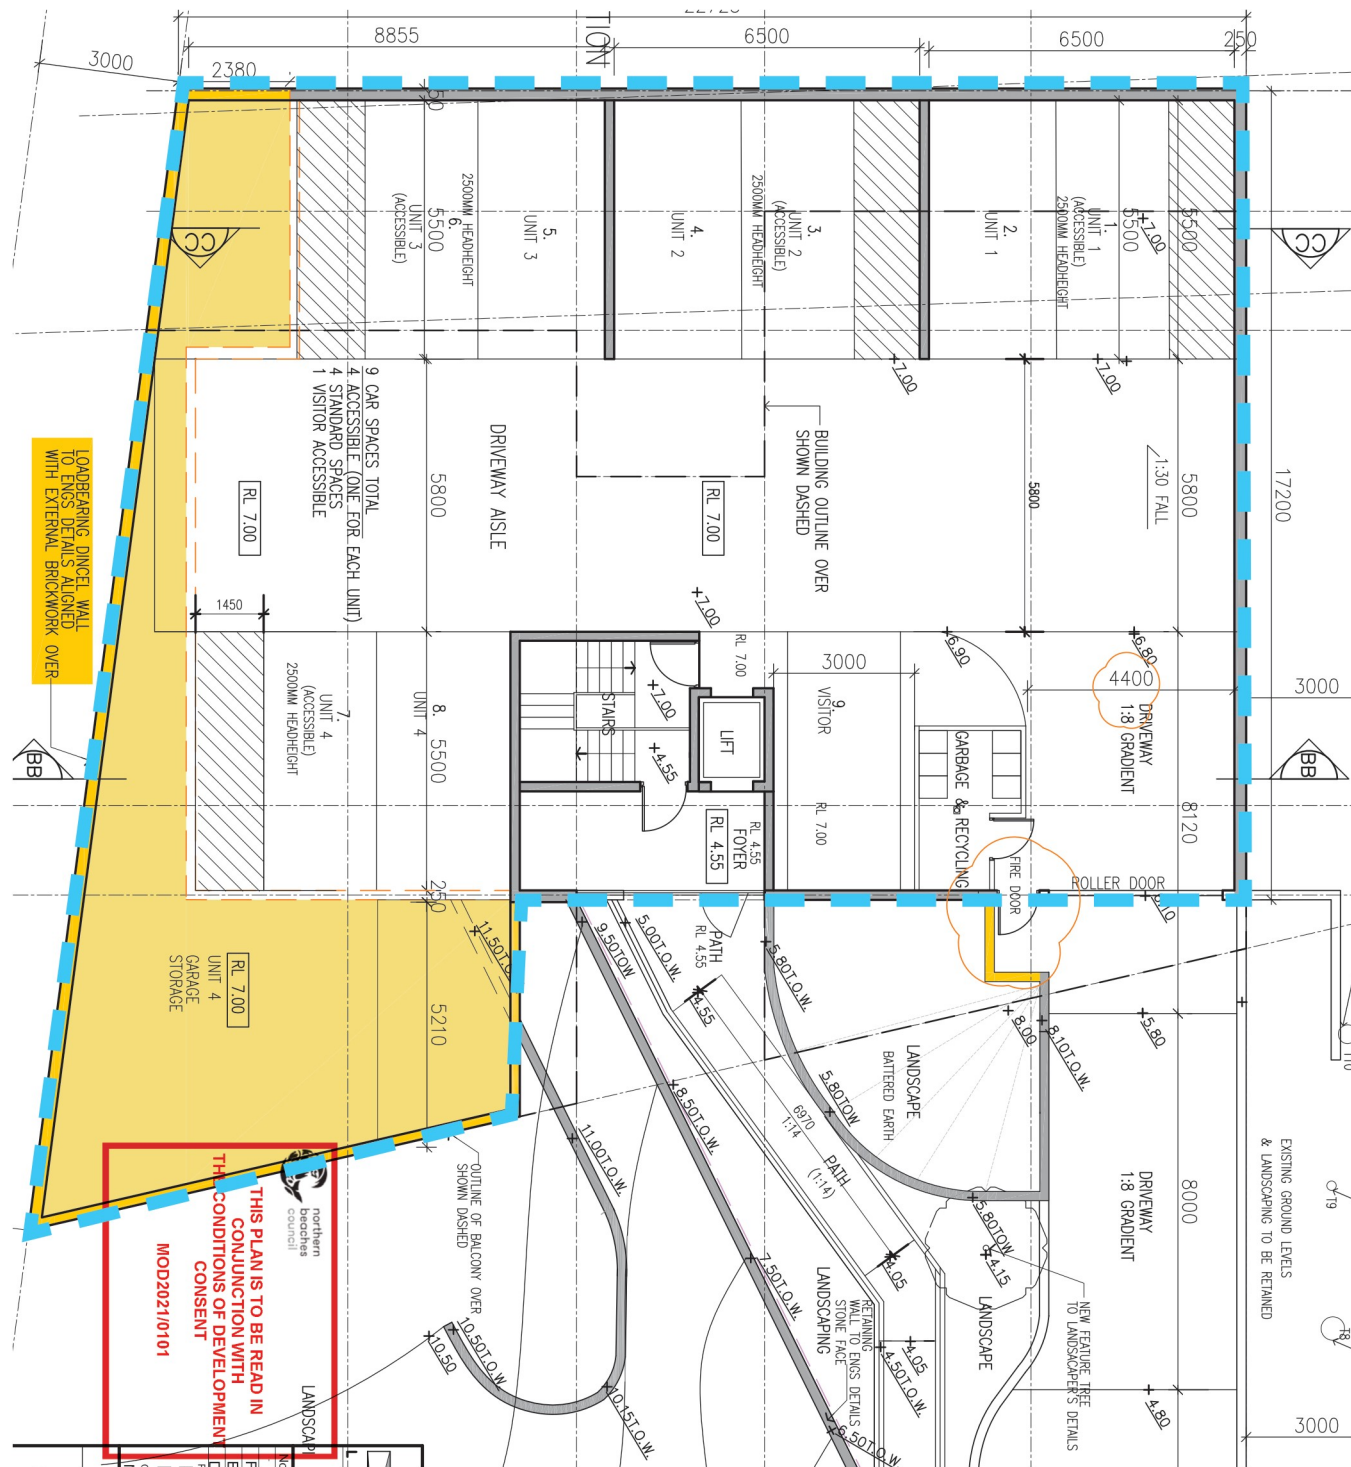 22725
TION
8855
6500
6500
250
3000
2380
50
CC
CC
5500
6.
UNIT 3
(ACCESSIBLE)
2500MM HEADHEIGHT
5.
UNIT 3
4.
UNIT 2
3.
UNIT 2
(ACCESSIBLE)
2500MM HEADHEIGHT
2.
UNIT 1
1.
UNIT 1
(ACCESSIBLE)
2500MM HEADHEIGHT
5500
5500
+7.00
+7.00
+7.00
9 CAR SPACES TOTAL
4 ACCESSIBLE (ONE FOR EACH UNIT)
4 STANDARD SPACES
1 VISITOR ACCESSIBLE
RL 7.00
5800
DRIVEWAY AISLE
BUILDING OUTLINE OVER
SHOWN DASHED
RL 7.00
5800
5800
1:30 FALL
17200
LOADBEARING DINCEL WALL
TO ENGS DETAILS ALIGNED
WITH EXTERNAL BRICKWORK OVER
1450
+7.00
RL 7.00
3000
+6.90
+6.80
4400
3000
7.
UNIT 4
(ACCESSIBLE)
2500MM HEADHEIGHT
8.
UNIT 4
5500
STAIRS
+7.00
+4.55
LIFT
9.
VISITOR
RL 7.00
GARBAGE & RECYCLING
DRIVEWAY
1:8 GRADIENT
BB
BB
8120
RL 4.55
FOYER
RL 4.55
FIRE DOOR
ROLLER DOOR
250
RL 7.00
UNIT 4
GARAGE
STORAGE
5210
11.50T.O.W.
9.50TOW
5.00T.O.W.
PATH
RL 4.55
+4.55
5.80T.O.W.
5.10
5.80
8.00
8.10T.O.W.
LANDSCAPE
BATTERED EARTH
5.80TOW
6970
1:14
PATH
(1:14)
8.50T.O.W.
11.00T.O.W.
OUTLINE OF BALCONY OVER
SHOWN DASHED
EXISTING GROUND LEVELS
& LANDSCAPING TO BE RETAINED
T10
T9
T8
DRIVEWAY
1:8 GRADIENT
8000
5.80TOW
4.15
4.05
7.50T.O.W.
LANDSCAPING
RETAINING
WALL TO ENGS DETAILS
STONE FACE
LANDSCAPE
NEW FEATURE TREE
TO LANDSACAPER'S DETAILS
4.05
4.50T.O.W.
4.80
3000
northern
beaches
council
THIS PLAN IS TO BE READ IN
CONJUNCTION WITH
THE CONDITIONS OF DEVELOPMENT
CONSENT
MOD2021/0101
LANDSCAPI
10.50T.O.W.
10.50
10.15T.O.W.
6.50T.O.W